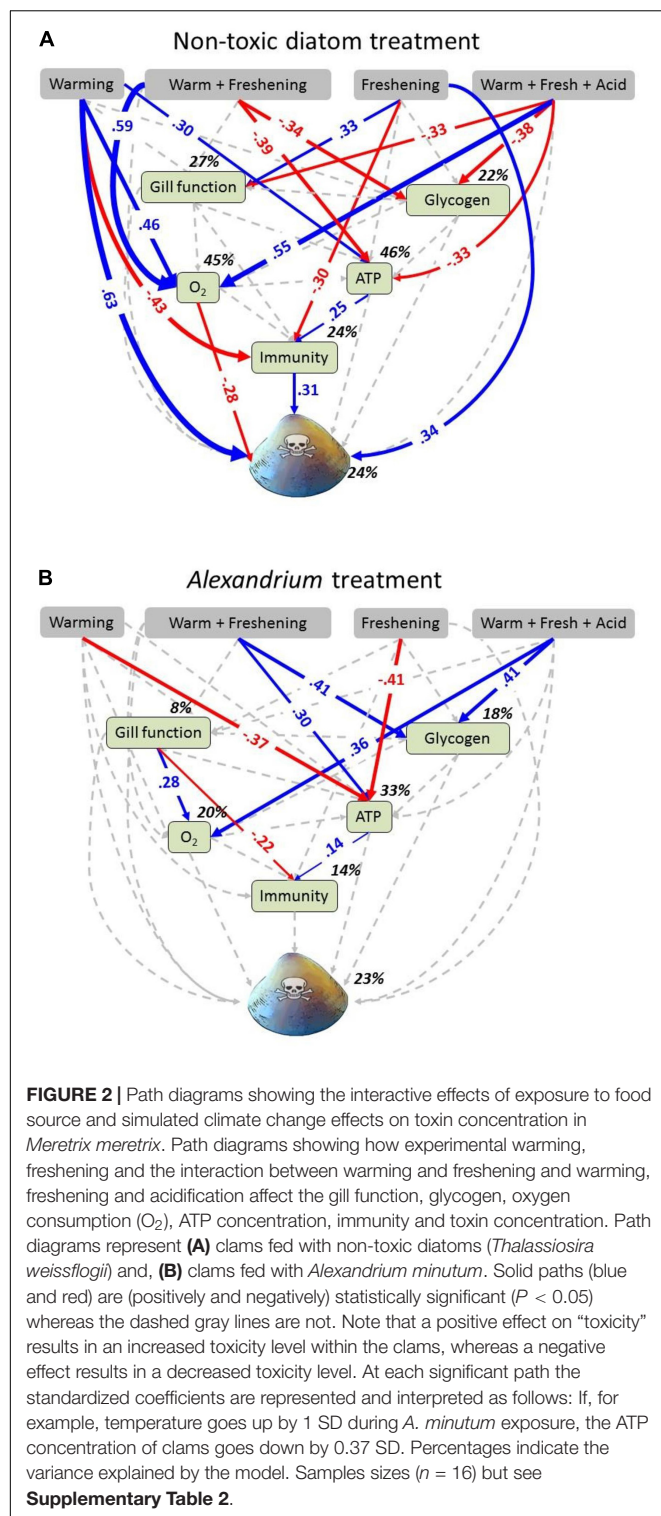 A
Non-toxic diatom treatment
Warming
Warm + Freshening
Freshening
Warm + Fresh + Acid
.59
.30
-.39
-.34
.33
-.33
-.38
27%
Gill function
22%
Glycogen
.46
.55
-.30
-.33
45%
O2
46%
ATP
.63
-.43
.25
24%
Immunity
-.28
.31
.34
24%
B
Alexandrium treatment
Warming
Warm + Freshening
Freshening
Warm + Fresh + Acid
.41
.30
-.41
.41
8%
Gill function
18%
Glycogen
-.37
.36
.28
20%
O2
33%
ATP
-.22
.14
14%
Immunity
23%
FIGURE 2 | Path diagrams showing the interactive effects of exposure to food
source and simulated climate change effects on toxin concentration in
Meretrix meretrix. Path diagrams showing how experimental warming,
freshening and the interaction between warming and freshening and warming,
freshening and acidification affect the gill function, glycogen, oxygen
consumption (O2), ATP concentration, immunity and toxin concentration. Path
diagrams represent (A) clams fed with non-toxic diatoms (Thalassiosira
weissflogii) and, (B) clams fed with Alexandrium minutum. Solid paths (blue
and red) are (positively and negatively) statistically significant (P < 0.05)
whereas the dashed gray lines are not. Note that a positive effect on “toxicity”
results in an increased toxicity level within the clams, whereas a negative
effect results in a decreased toxicity level. At each significant path the
standardized coefficients are represented and interpreted as follows: If, for
example, temperature goes up by 1 SD during A. minutum exposure, the ATP
concentration of clams goes down by 0.37 SD. Percentages indicate the
variance explained by the model. Samples sizes (n = 16) but see
Supplementary Table 2.